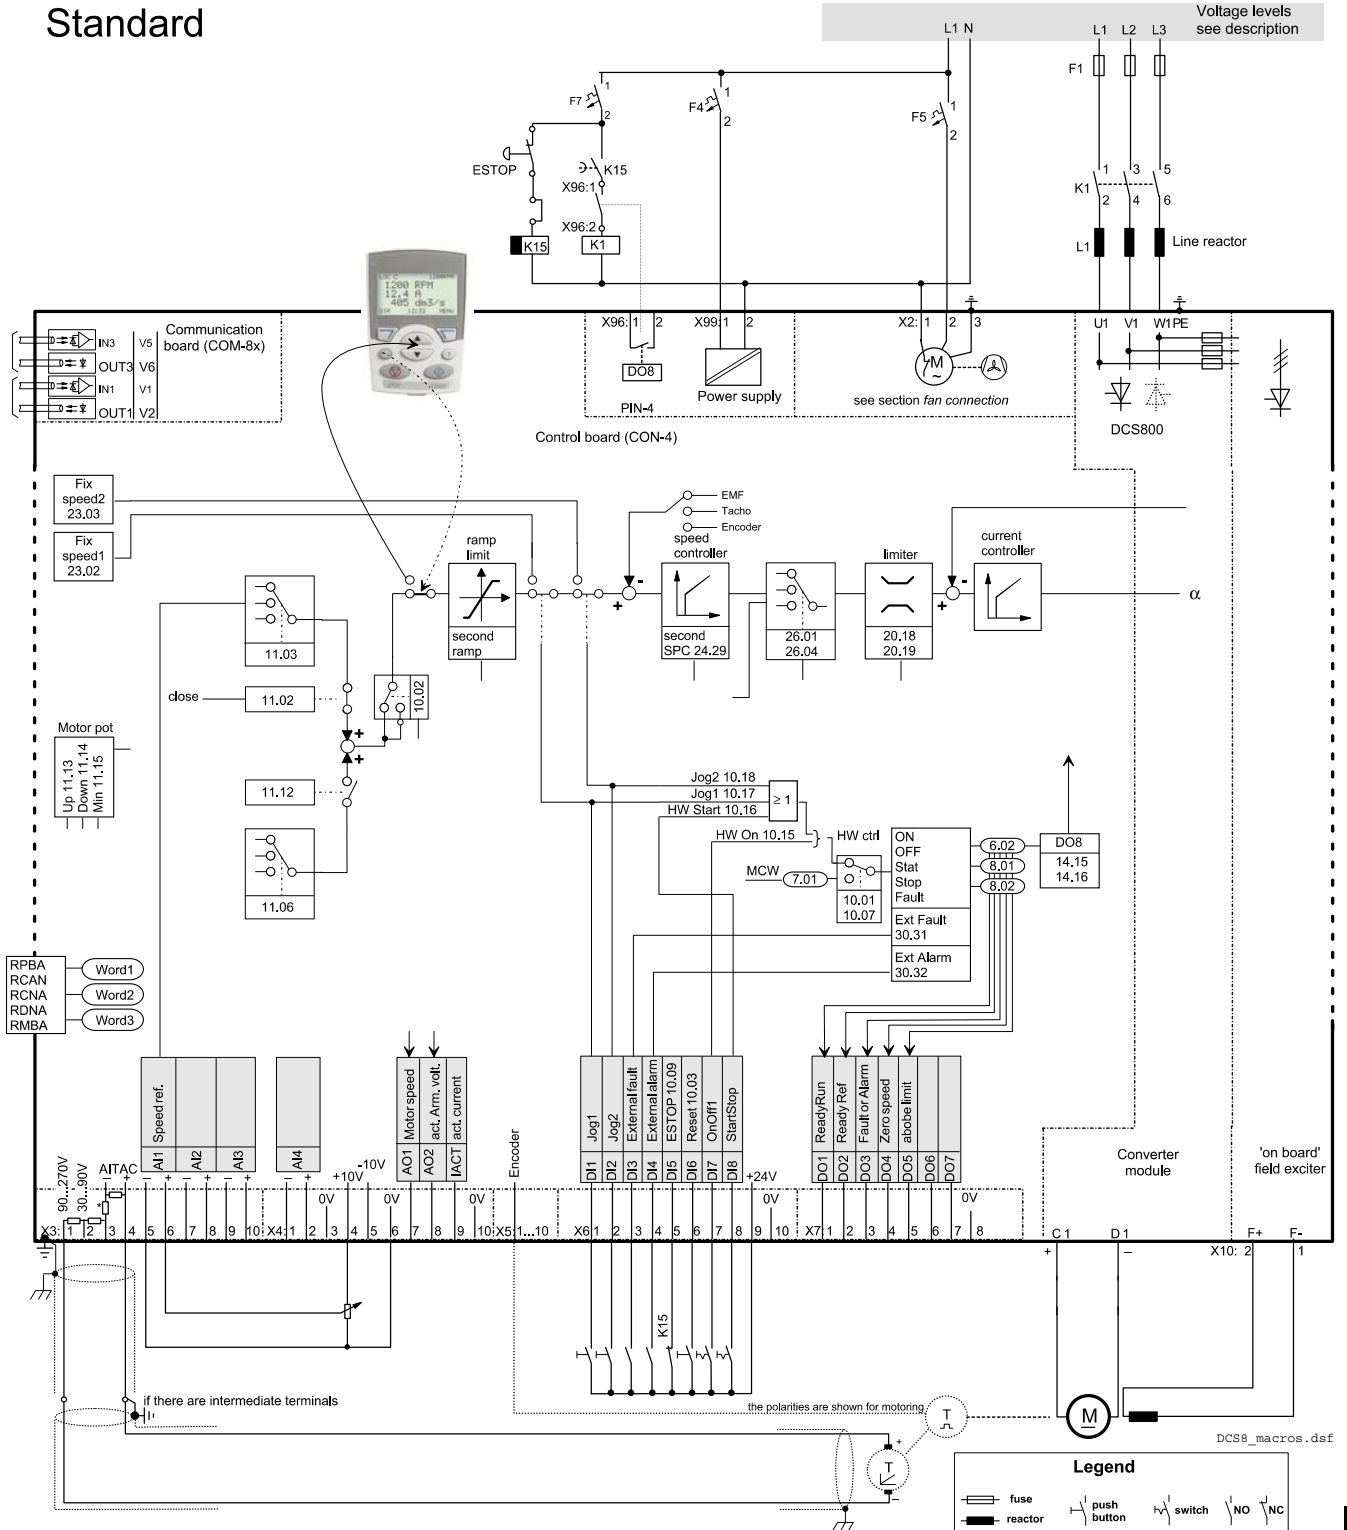 Standard
Voltage levels
see description
L1 N
L1 L2 L3
F1
F7
1
2
F4
1
2
F5
1
2
ESTOP
K15
X96:1
X96:2
K15
K1
K1
1 3 5
2 4 6
L1
Line reactor
1200 RPM
12.4 A
405 dm3/s
DIR 12:32 MENU
Communication
board (COM-8x)
IN3 V5
OUT3 V6
IN1 V1
OUT1 V2
X96: 1 2
DO8
PIN-4
X99:1 2
Power supply
X2: 1 2 3
M
~
see section fan connection
U1 V1 W1 PE
DCS800
Control board (CON-4)
Fix
speed2
23.03
Fix
speed1
23.02
EMF
Tacho
Encoder
ramp
limit
second
ramp
speed
controller
second
SPC 24.29
26.01
26.04
limiter
20.18
20.19
current
controller
α
- +
- +
11.03
close
11.02
10.02
+
+
11.12
11.06
Motor pot
Up 11.13
Down 11.14
Min 11.15
Jog2 10.18
Jog1 10.17
HW Start 10.16
≥ 1
HW On 10.15
HW ctrl
MCW
7.01
10.01
10.07
ON
OFF
Stat
Stop
Fault
Ext Fault
30.31
Ext Alarm
30.32
6.02
8.01
8.02
DO8
14.15
14.16
RPBA
RCAN
RCNA
RDNA
RMBA
Word1
Word2
Word3
90...270V
30...90V
AITAC
- +
AI1 Speed ref.
AI2
AI3
- + - + - +
AI4
- +
0V
+10V
-10V
0V
AO1 Motor speed
AO2 act. Arm. volt.
IACT act. current
0V
Encoder
DI1 Jog1
DI2 Jog2
DI3 External fault
DI4 External alarm
DI5 ESTOP 10.09
DI6 Reset 10.03
DI7 OnOff1
DI8 StartStop
+24V
0V
DO1 ReadyRun
DO2 Ready Ref
DO3 Fault or Alarm
DO4 Zero speed
DO5 abobe limit
DO6
DO7
0V
Converter
module
'on board'
field exciter
*
X3: 1 2 3 4 5 6 7 8 9 10
X4:1 2 3 4 5 6 7 8 9 10
X5:1...10
X6:1 2 3 4 5 6 7 8 9 10
X7:1 2 3 4 5 6 7 8
C 1 D 1
+ −
F+ F-
X10: 2 1
K15
if there are intermediate terminals
the polarities are shown for motoring
T
M
T
+
−
DCS8_macros.dsf
Legend
fuse
reactor
push
button
switch
NO
NC